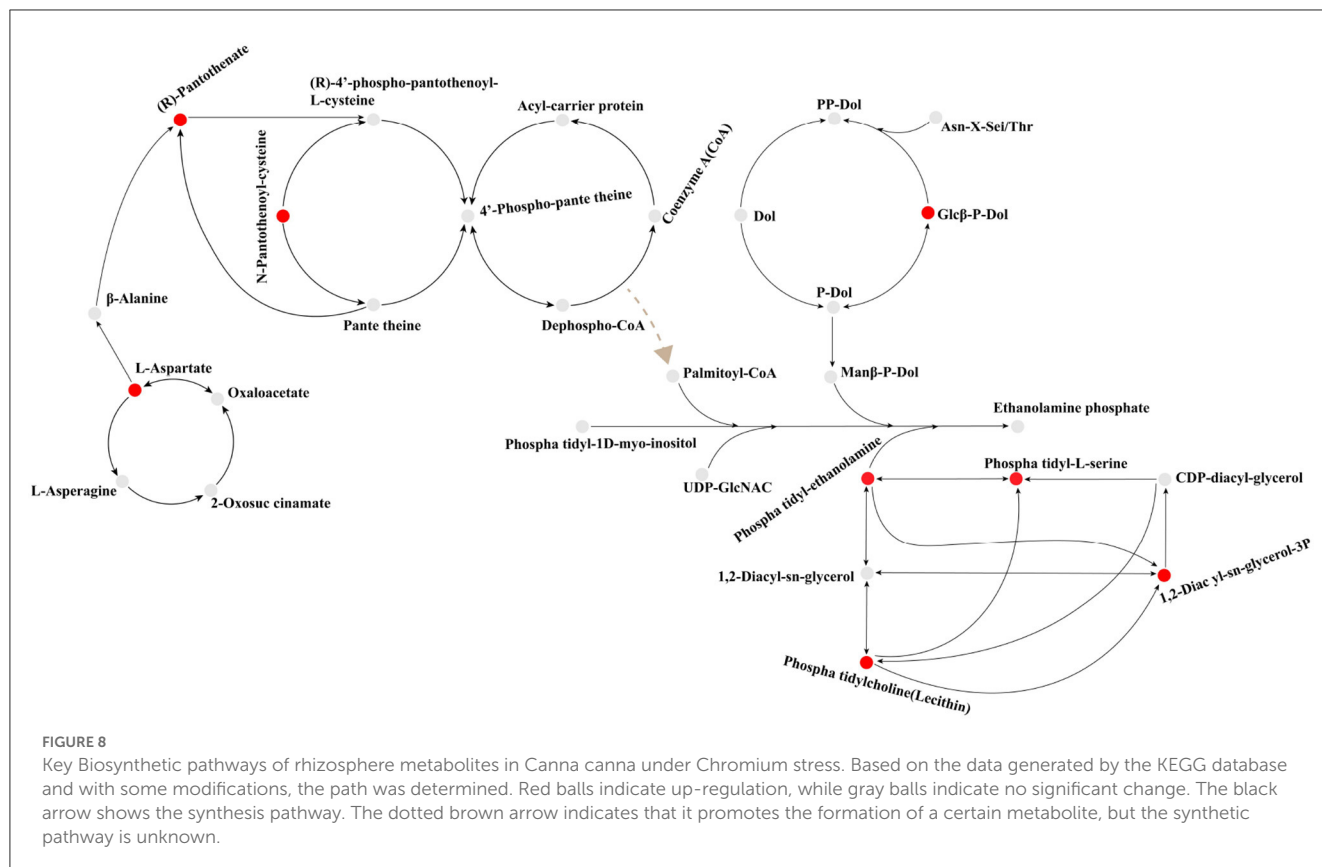 (R)-Pantothenate
(R)-4'-phospho-pantothenoyl-
L-cysteine
Acyl-carrier protein
PP-Dol
Asn-X-Sei/Thr
N-Pantothenoyl-cysteine
4'-Phospho-pante theine
Coenzyme A(CoA)
Dol
Glcβ-P-Dol
β-Alanine
Pante theine
Dephospho-CoA
P-Dol
L-Aspartate
Oxaloacetate
Palmitoyl-CoA
Manβ-P-Dol
Ethanolamine phosphate
Phospha tidyl-1D-myo-inositol
L-Asperagine
2-Oxosuc cinamate
UDP-GlcNAC
Phospha tidyl-ethanolamine
Phospha tidyl-L-serine
CDP-diacyl-glycerol
1,2-Diacyl-sn-glycerol
1,2-Diac yl-sn-glycerol-3P
Phospha tidylcholine(Lecithin)
FIGURE 8
Key Biosynthetic pathways of rhizosphere metabolites in Canna canna under Chromium stress. Based on the data generated by the KEGG database
and with some modifications, the path was determined. Red balls indicate up-regulation, while gray balls indicate no significant change. The black
arrow shows the synthesis pathway. The dotted brown arrow indicates that it promotes the formation of a certain metabolite, but the synthetic
pathway is unknown.